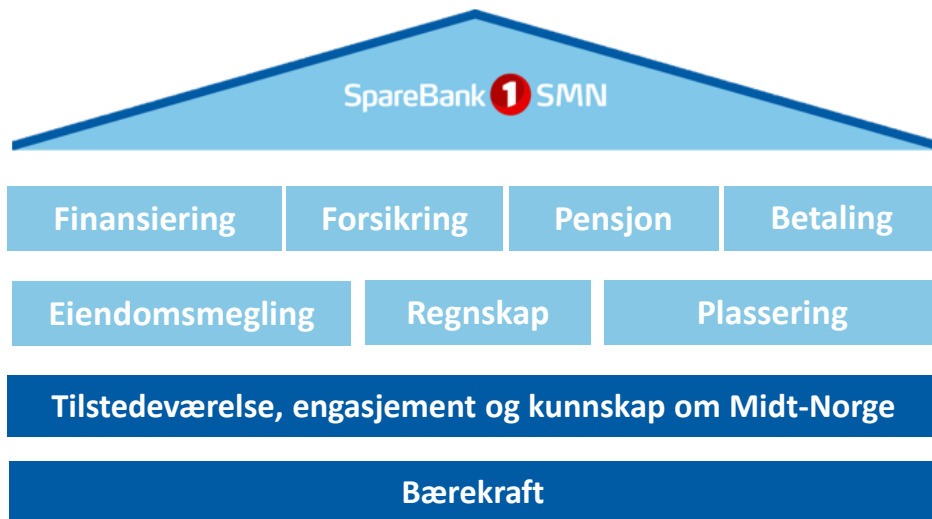 SpareBank 1 SMN
Finansiering Forsikring Pensjon Betaling
Eiendomsmegling Regnskap Plassering
Tilstedeværelse, engasjement og kunnskap om Midt-Norge
Bærekraft